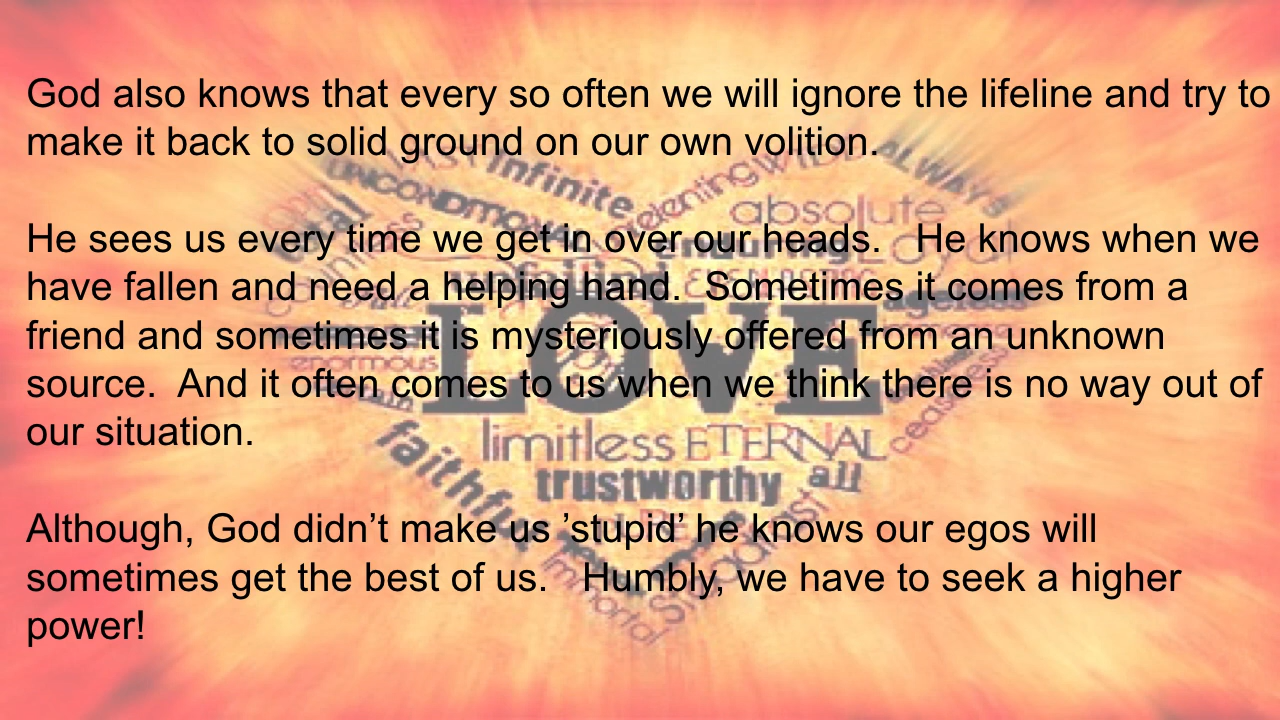 God also knows that every so often we will ignore the lifeline and try to
make it back to solid ground on our own volition.
He sees us every time we get in over our heads.   He knows when we
have fallen and need a helping hand.  Sometimes it comes from a
friend and sometimes it is mysteriously offered from an unknown
source.  And it often comes to us when we think there is no way out of
our situation.
Although, God didn’t make us ’stupid’ he knows our egos will
sometimes get the best of us.   Humbly, we have to seek a higher
power!
infinite
ALWAYS
UNCONDITION
absolute
enduring
enormous
LOVE
limitless ETERNAL
faithful
trustworthy
all
immortal